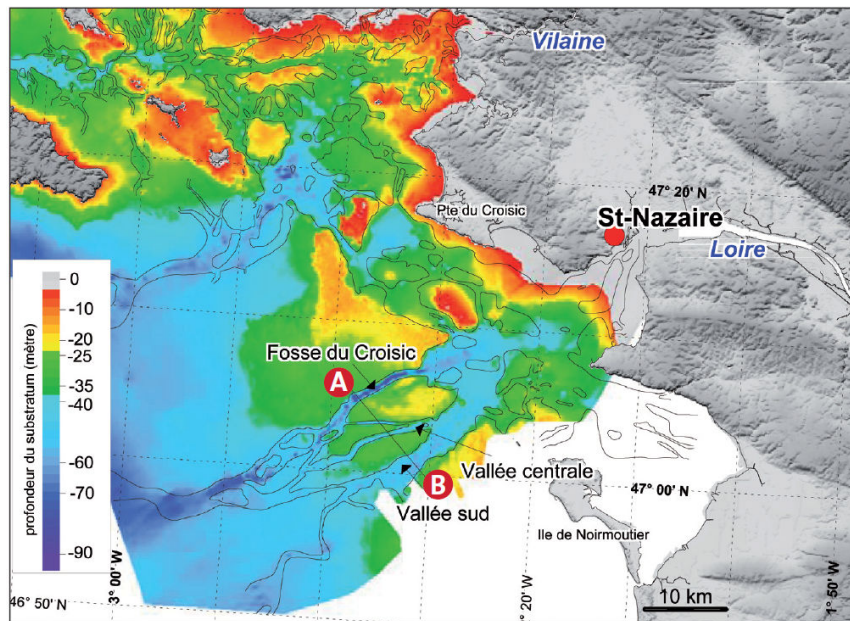 Vilaine
47° 20' N
Pte du Croisic
St-Nazaire
Loire
0
-10
-20
-25
-35
-40
-60
-70
-90
profondeur du substratum (mètre)
Fosse du Croisic
A
Vallée centrale
B
Vallée sud
47° 00' N
Ile de Noirmoutier
46° 50' N
3° 00' W
20' W
10 km
1° 50' W